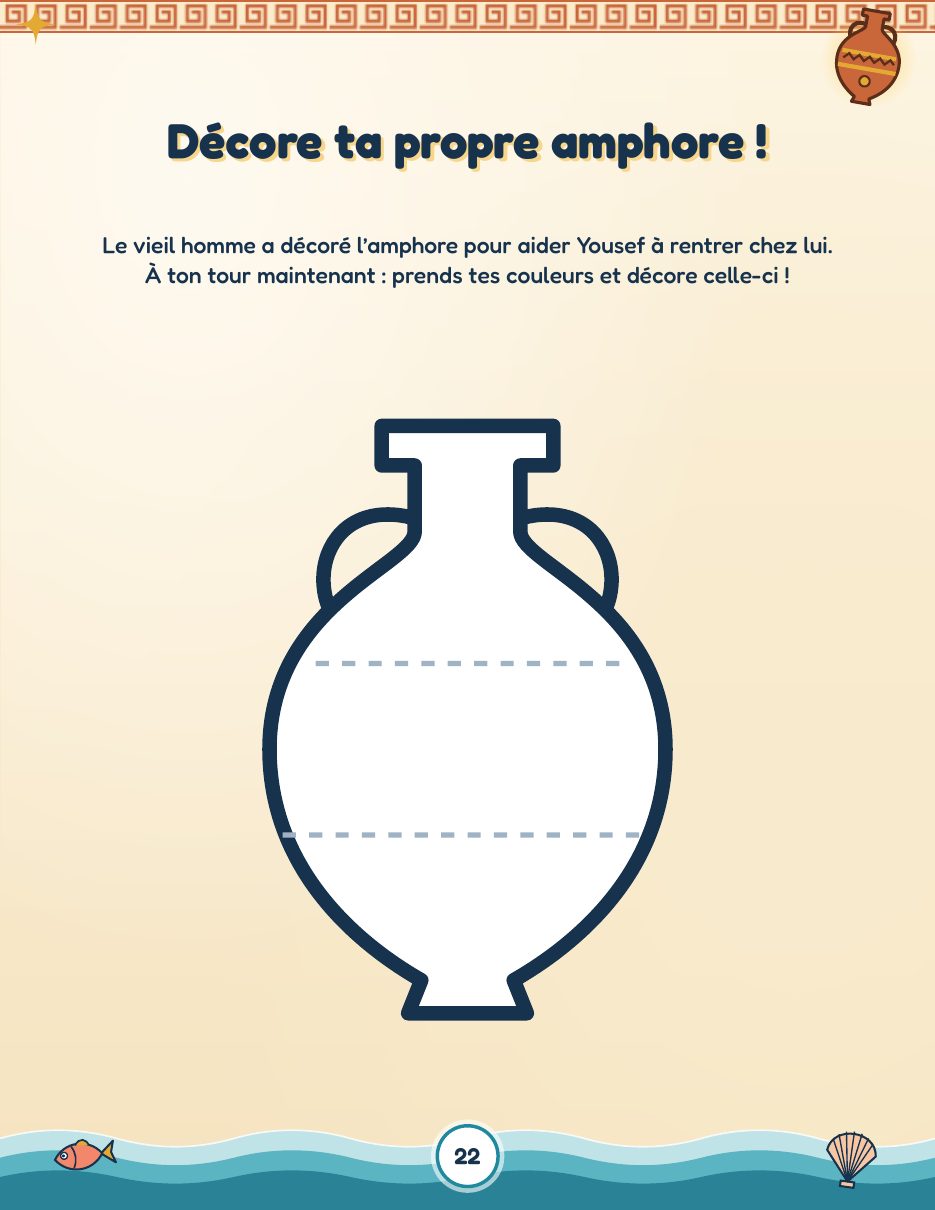 Décore ta propre amphore !
Le vieil homme a décoré l’amphore pour aider Yousef à rentrer chez lui.
À ton tour maintenant : prends tes couleurs et décore celle-ci !
22